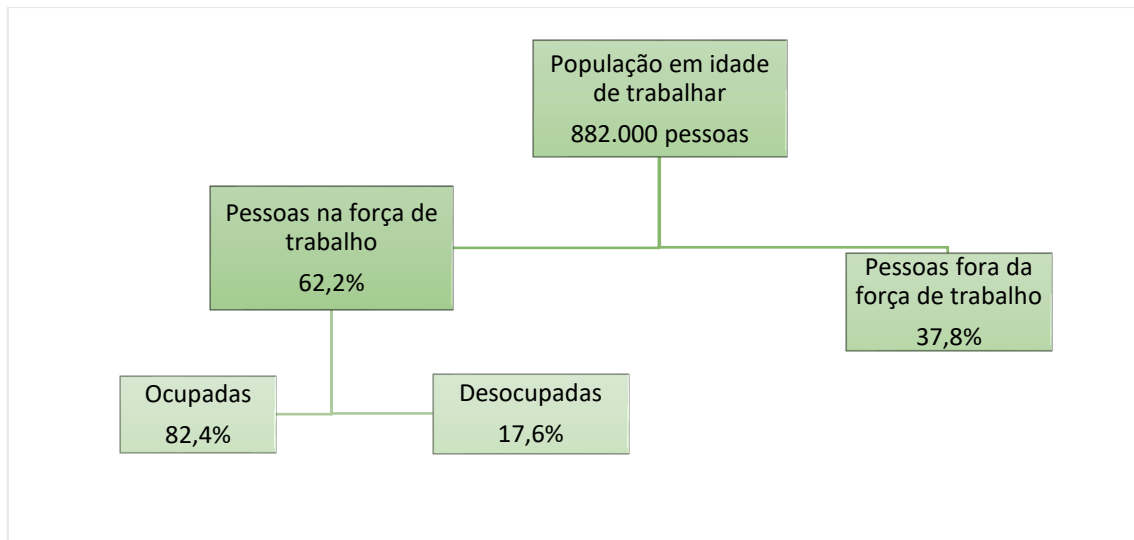 População em idade
de trabalhar
882.000 pessoas
Pessoas na força de
trabalho
62,2%
Pessoas fora da
força de trabalho
37,8%
Ocupadas
82,4%
Desocupadas
17,6%